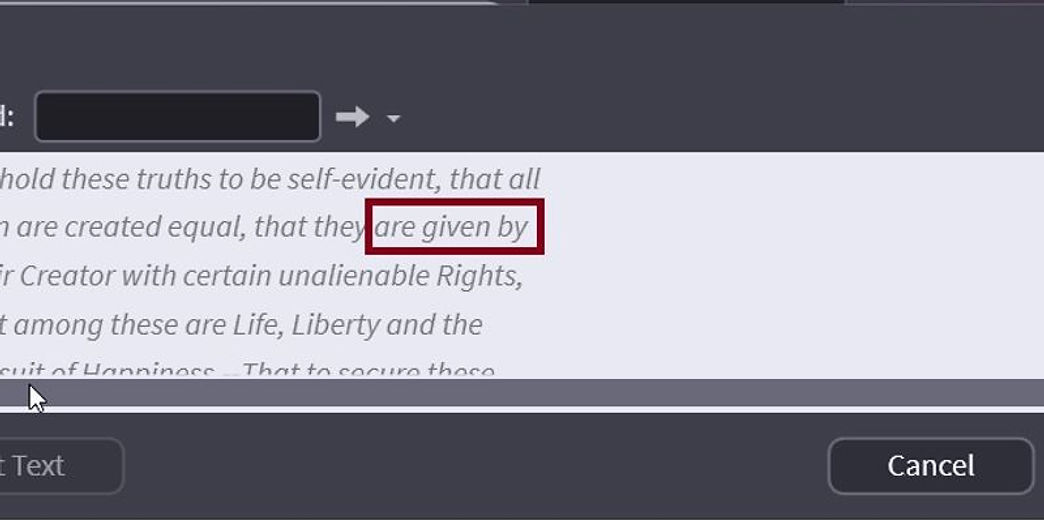 d:
hold these truths to be self-evident, that all
are created equal, that they are given by
Creator with certain unalienable Rights,
among these are Life, Liberty and the
suit of Happiness --That to secure these
Text
Cancel